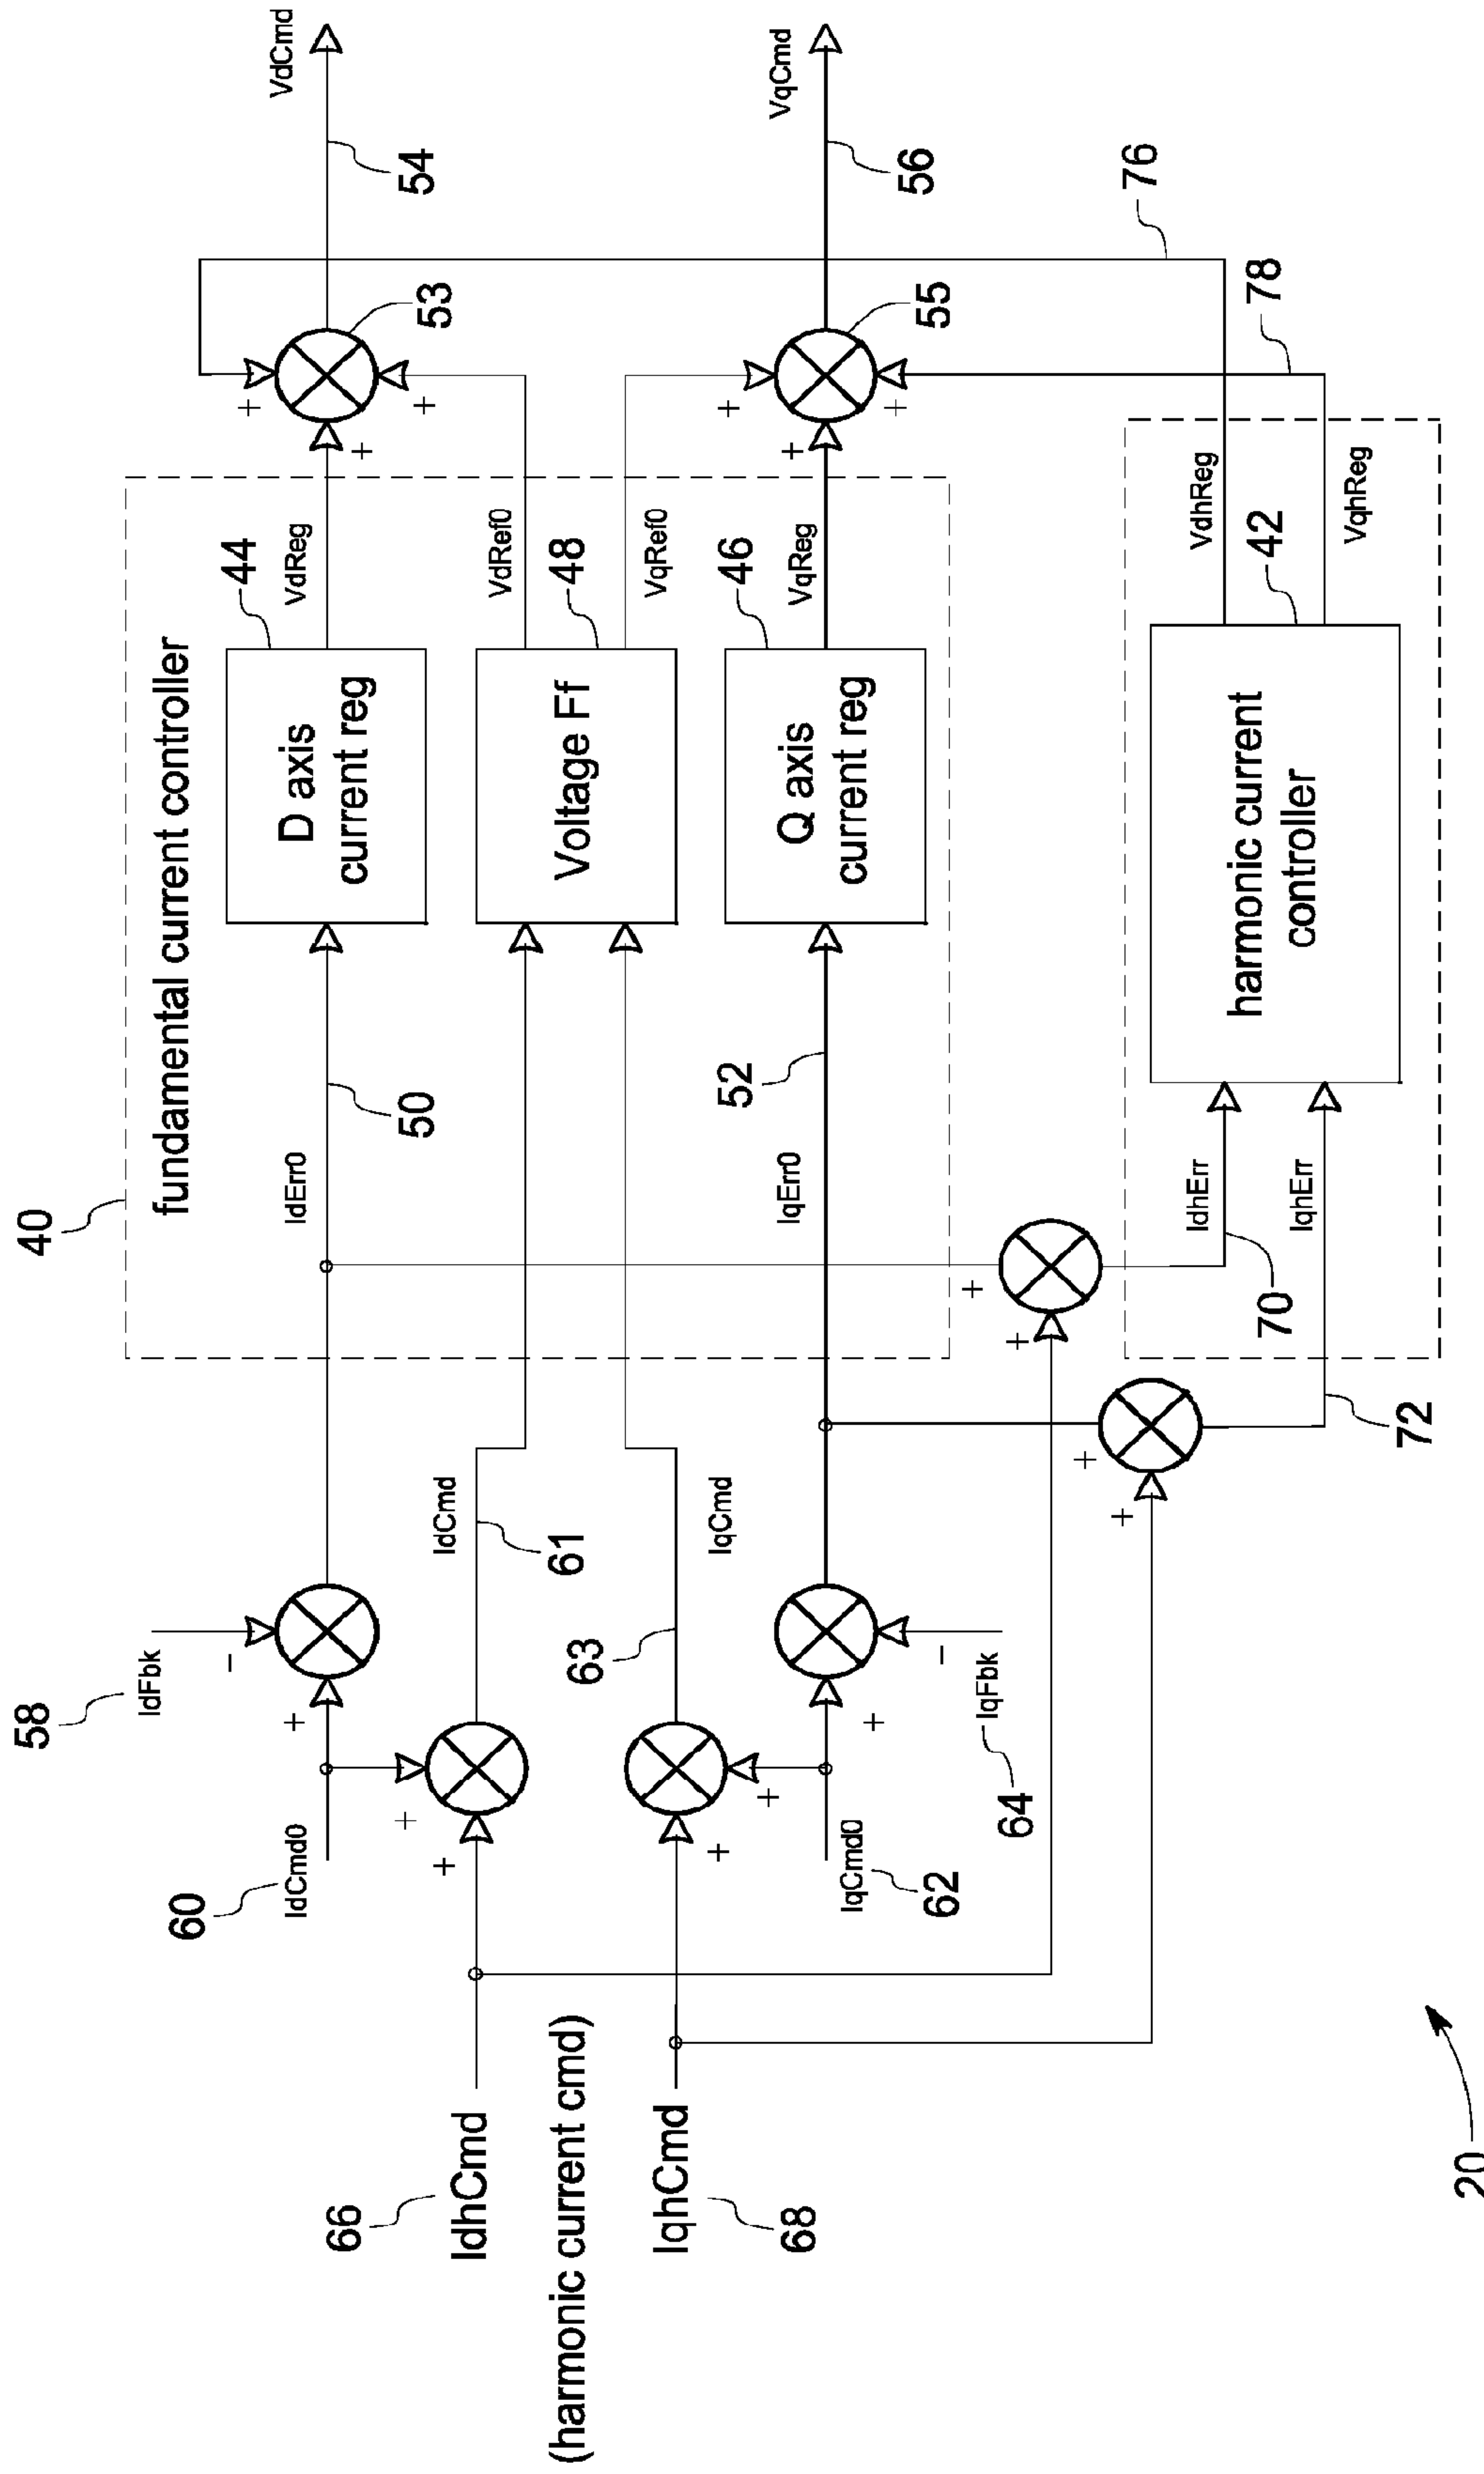 40
fundamental current controller
58
IdFbk
-
60
IdCmd0
+
IdErr0
50
D axis
current reg
44
VdReg
+
+
+
53
54
VdCmd
66
IdhCmd
+
+
IdCmd
61
Voltage Ff
48
VdRef0
VqRef0
(harmonic current cmd)
IqhCmd
68
+
+
63
IqCmd
IqCmd0
62
+
-
IqFbk
64
IqErr0
52
Q axis
current reg
46
VqReg
+
+
+
55
56
VqCmd
+
+
+
+
IdhErr
70
IqhErr
72
harmonic current
controller
42
VdhReg
VqhReg
76
78
20